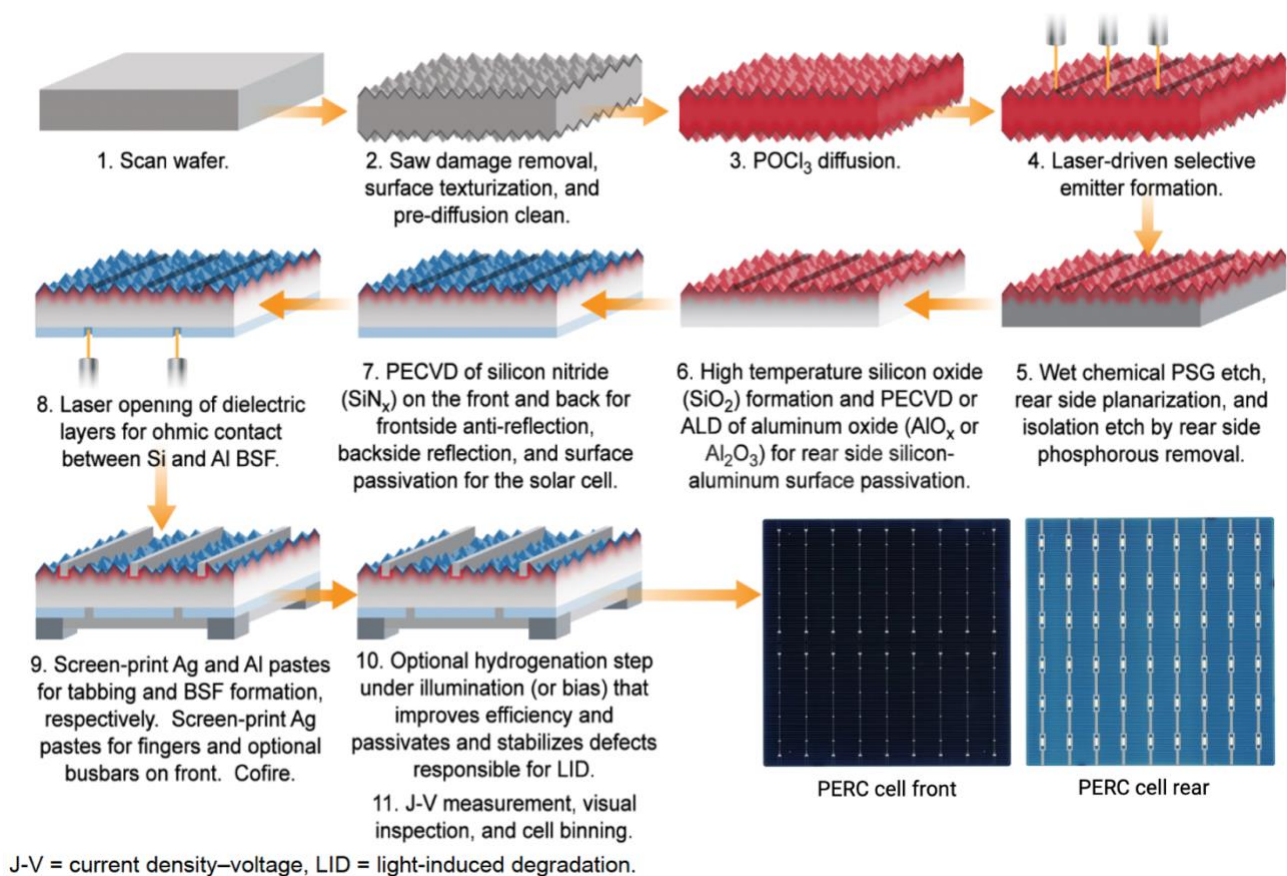 1. Scan wafer.
2. Saw damage removal,
surface texturization, and
pre-diffusion clean.
3. POCl₃ diffusion.
4. Laser-driven selective
emitter formation.
5. Wet chemical PSG etch,
rear side planarization, and
isolation etch by rear side
phosphorous removal.
6. High temperature silicon oxide
(SiO₂) formation and PECVD or
ALD of aluminum oxide (AlOₓ or
Al₂O₃) for rear side silicon-
aluminum surface passivation.
7. PECVD of silicon nitride
(SiNₓ) on the front and back for
frontside anti-reflection,
backside reflection, and surface
passivation for the solar cell.
8. Laser opening of dielectric
layers for ohmic contact
between Si and Al BSF.
9. Screen-print Ag and Al pastes
for tabbing and BSF formation,
respectively. Screen-print Ag
pastes for fingers and optional
busbars on front. Cofire.
10. Optional hydrogenation step
under illumination (or bias) that
improves efficiency and
passivates and stabilizes defects
responsible for LID.
11. J-V measurement, visual
inspection, and cell binning.
PERC cell front
PERC cell rear
J-V = current density–voltage, LID = light-induced degradation.